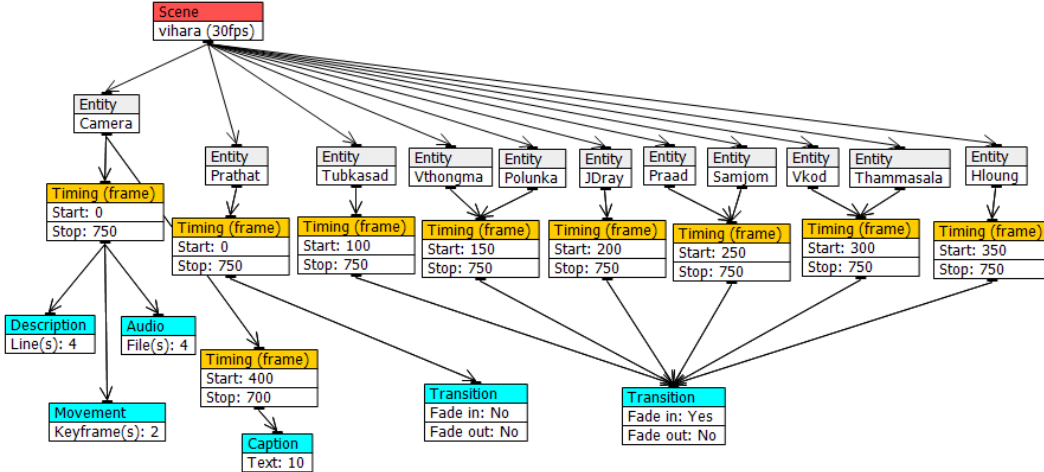 Scene
vihara (30fps)
Entity
Camera
Entity
Prathat
Entity
Tubkasad
Entity
Vthongma
Entity
Polunka
Entity
JDray
Entity
Praad
Entity
Samjom
Entity
Vkod
Entity
Thammasala
Entity
Hloung
Timing (frame)
Start: 0
Stop: 750
Timing (frame)
Start: 0
Stop: 750
Timing (frame)
Start: 100
Stop: 750
Timing (frame)
Start: 150
Stop: 750
Timing (frame)
Start: 200
Stop: 750
Timing (frame)
Start: 250
Stop: 750
Timing (frame)
Start: 300
Stop: 750
Timing (frame)
Start: 350
Stop: 750
Description
Line(s): 4
Audio
File(s): 4
Timing (frame)
Start: 400
Stop: 700
Movement
Keyframe(s): 2
Transition
Fade in: No
Fade out: No
Transition
Fade in: Yes
Fade out: No
Caption
Text: 10